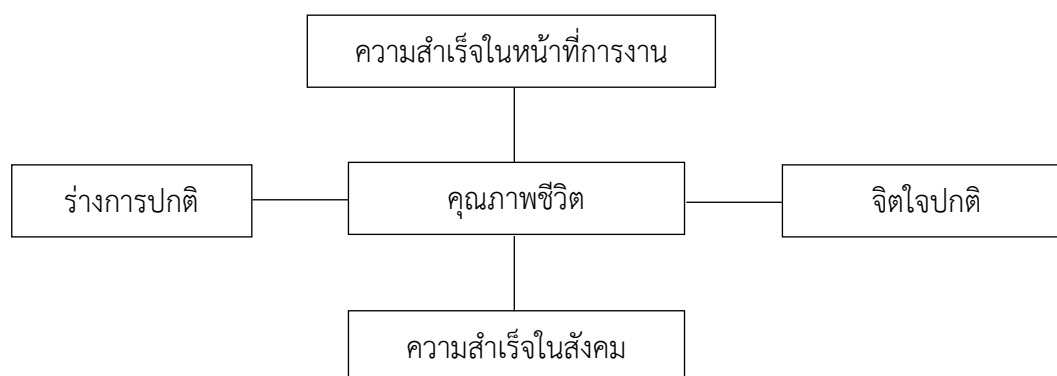 ความสำเร็จในหน้าที่การงาน
ร่างการปกติ
คุณภาพชีวิต
จิตใจปกติ
ความสำเร็จในสังคม